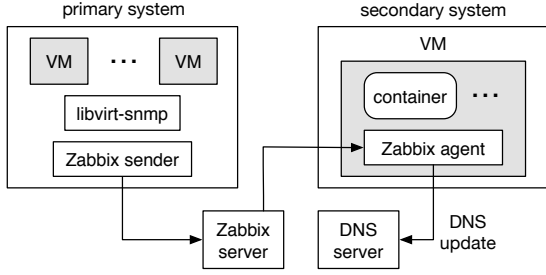 primary system
VM
VM
libvirt-snmp
Zabbix sender
secondary system
VM
container
Zabbix agent
Zabbix
server
DNS
server
DNS
update